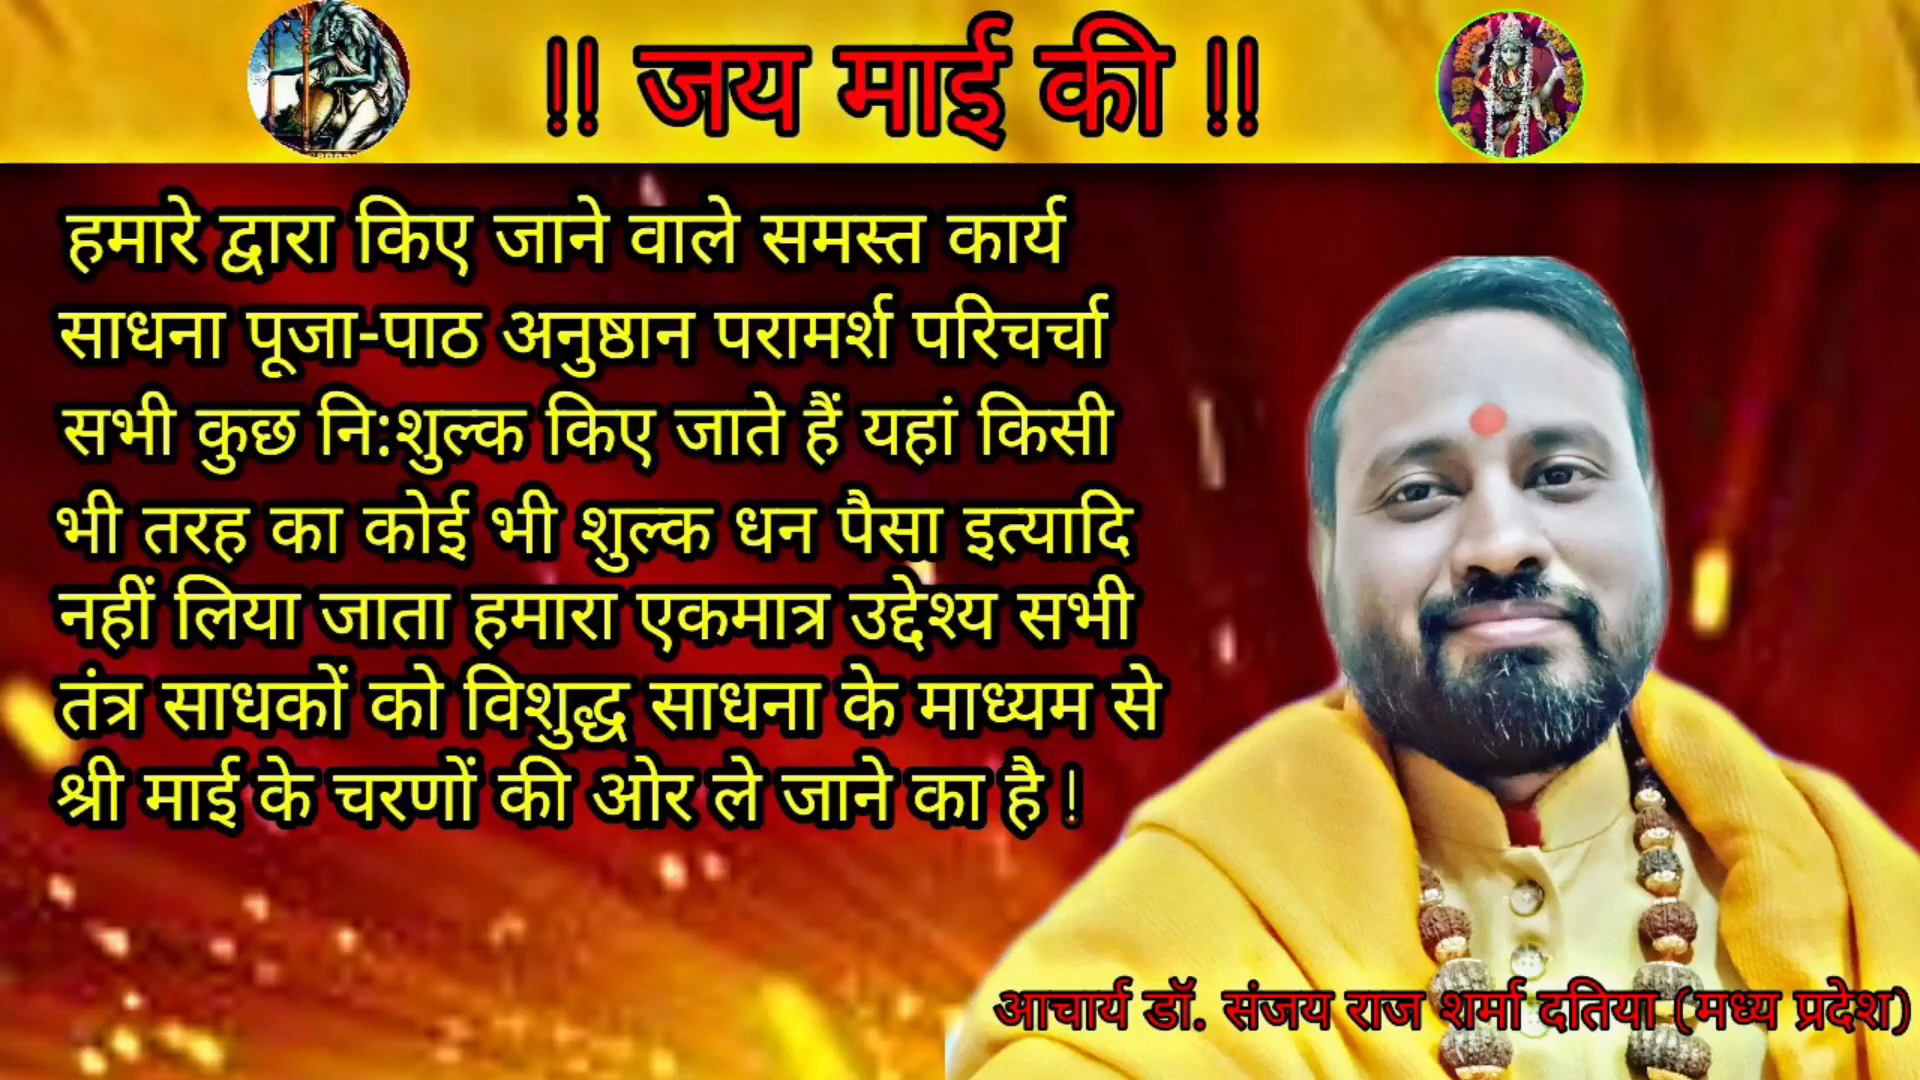 !! जय माई की !!
हमारे द्वारा किए जाने वाले समस्त कार्य
साधना पूजा-पाठ अनुष्ठान परामर्श परिचर्चा
सभी कुछ नि:शुल्क किए जाते हैं यहां किसी
भी तरह का कोई भी शुल्क धन पैसा इत्यादि
नहीं लिया जाता हमारा एकमात्र उद्देश्य सभी
तंत्र साधकों को विशुद्ध साधना के माध्यम से
श्री माई के चरणों की ओर ले जाने का है !
आचार्य डॉ. संजय राज शर्मा दतिया (मध्य प्रदेश)